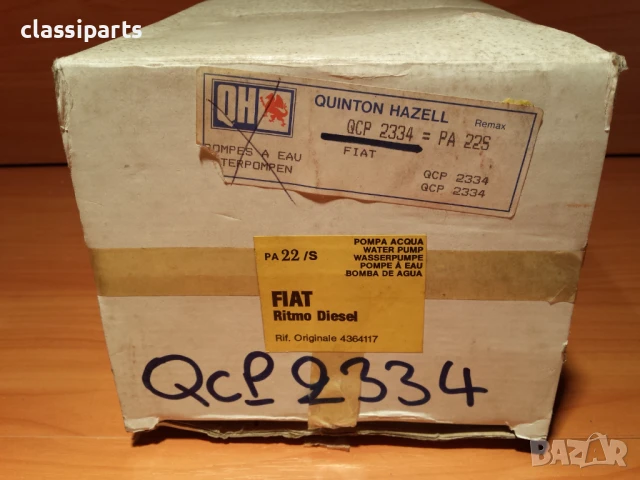 classiparts
QH
QUINTON HAZELL
Remax
QCP 2334 = PA 22S
FIAT
POMPES A EAU
WATERPOMPEN
QCP 2334
QCP 2334
PA 22/S
POMPA ACQUA
WATER PUMP
WASSERPUMPE
POMPE À EAU
BOMBA DE AGUA
FIAT
Ritmo Diesel
Rif. Originale 4364117
QCP 2334
BAZAR